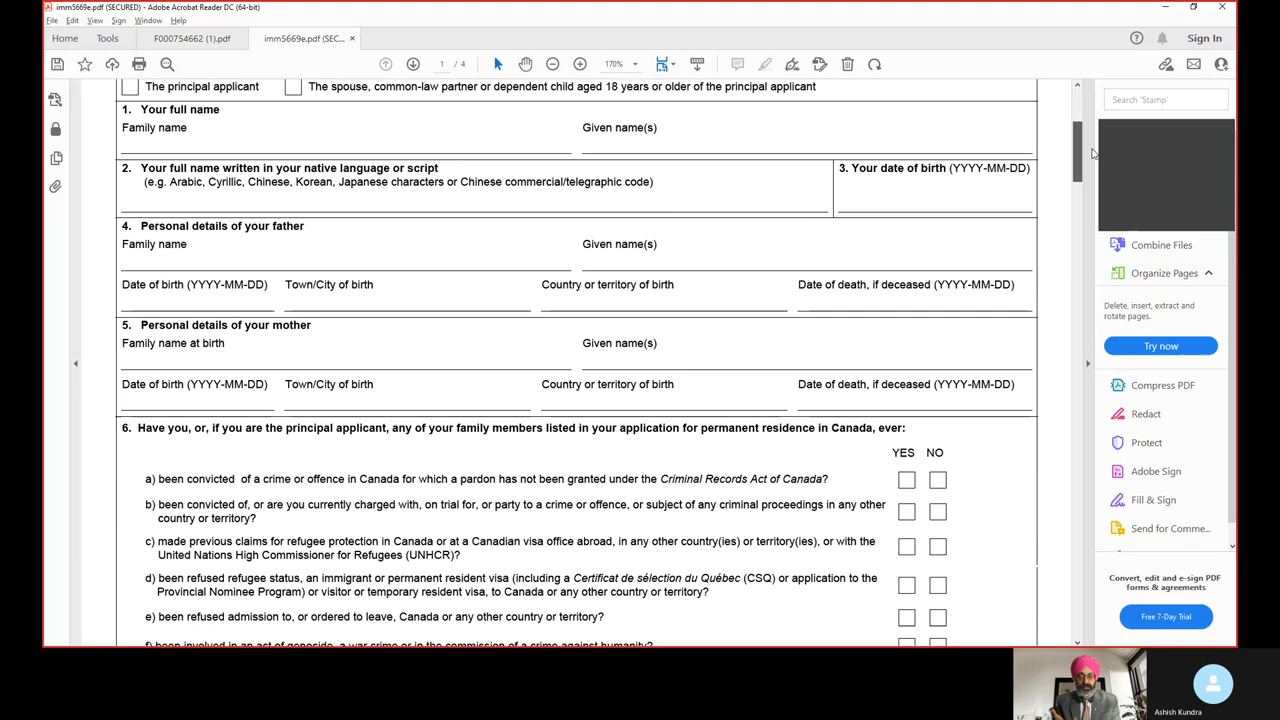 imm5669e.pdf (SECURED) - Adobe Acrobat Reader DC (64-bit)
File Edit View Sign Window Help
Home Tools F000754662 (1).pdf imm5669e.pdf (SEC... × Sign In
1 / 4 170%
The principal applicant The spouse, common-law partner or dependent child aged 18 years or older of the principal applicant
1. Your full name
Family name Given name(s)
2. Your full name written in your native language or script 3. Your date of birth (YYYY-MM-DD)
(e.g. Arabic, Cyrillic, Chinese, Korean, Japanese characters or Chinese commercial/telegraphic code)
4. Personal details of your father
Family name Given name(s)
Date of birth (YYYY-MM-DD) Town/City of birth Country or territory of birth Date of death, if deceased (YYYY-MM-DD)
5. Personal details of your mother
Family name at birth Given name(s)
Date of birth (YYYY-MM-DD) Town/City of birth Country or territory of birth Date of death, if deceased (YYYY-MM-DD)
6. Have you, or, if you are the principal applicant, any of your family members listed in your application for permanent residence in Canada, ever:
YES NO
a) been convicted of a crime or offence in Canada for which a pardon has not been granted under the Criminal Records Act of Canada?
b) been convicted of, or are you currently charged with, on trial for, or party to a crime or offence, or subject of any criminal proceedings in any other
country or territory?
c) made previous claims for refugee protection in Canada or at a Canadian visa office abroad, in any other country(ies) or territory(ies), or with the
United Nations High Commissioner for Refugees (UNHCR)?
d) been refused refugee status, an immigrant or permanent resident visa (including a Certificat de sélection du Québec (CSQ) or application to the
Provincial Nominee Program) or visitor or temporary resident visa, to Canada or any other country or territory?
e) been refused admission to, or ordered to leave, Canada or any other country or territory?
f) been involved in an act of genocide, a war crime or in the commission of a crime against humanity?
Search 'Stamp'
Combine Files
Organize Pages
Delete, insert, extract and
rotate pages.
Try now
Compress PDF
Redact
Protect
Adobe Sign
Fill & Sign
Send for Comme...
Convert, edit and e-sign PDF
forms & agreements
Free 7-Day Trial
Ashish Kundra